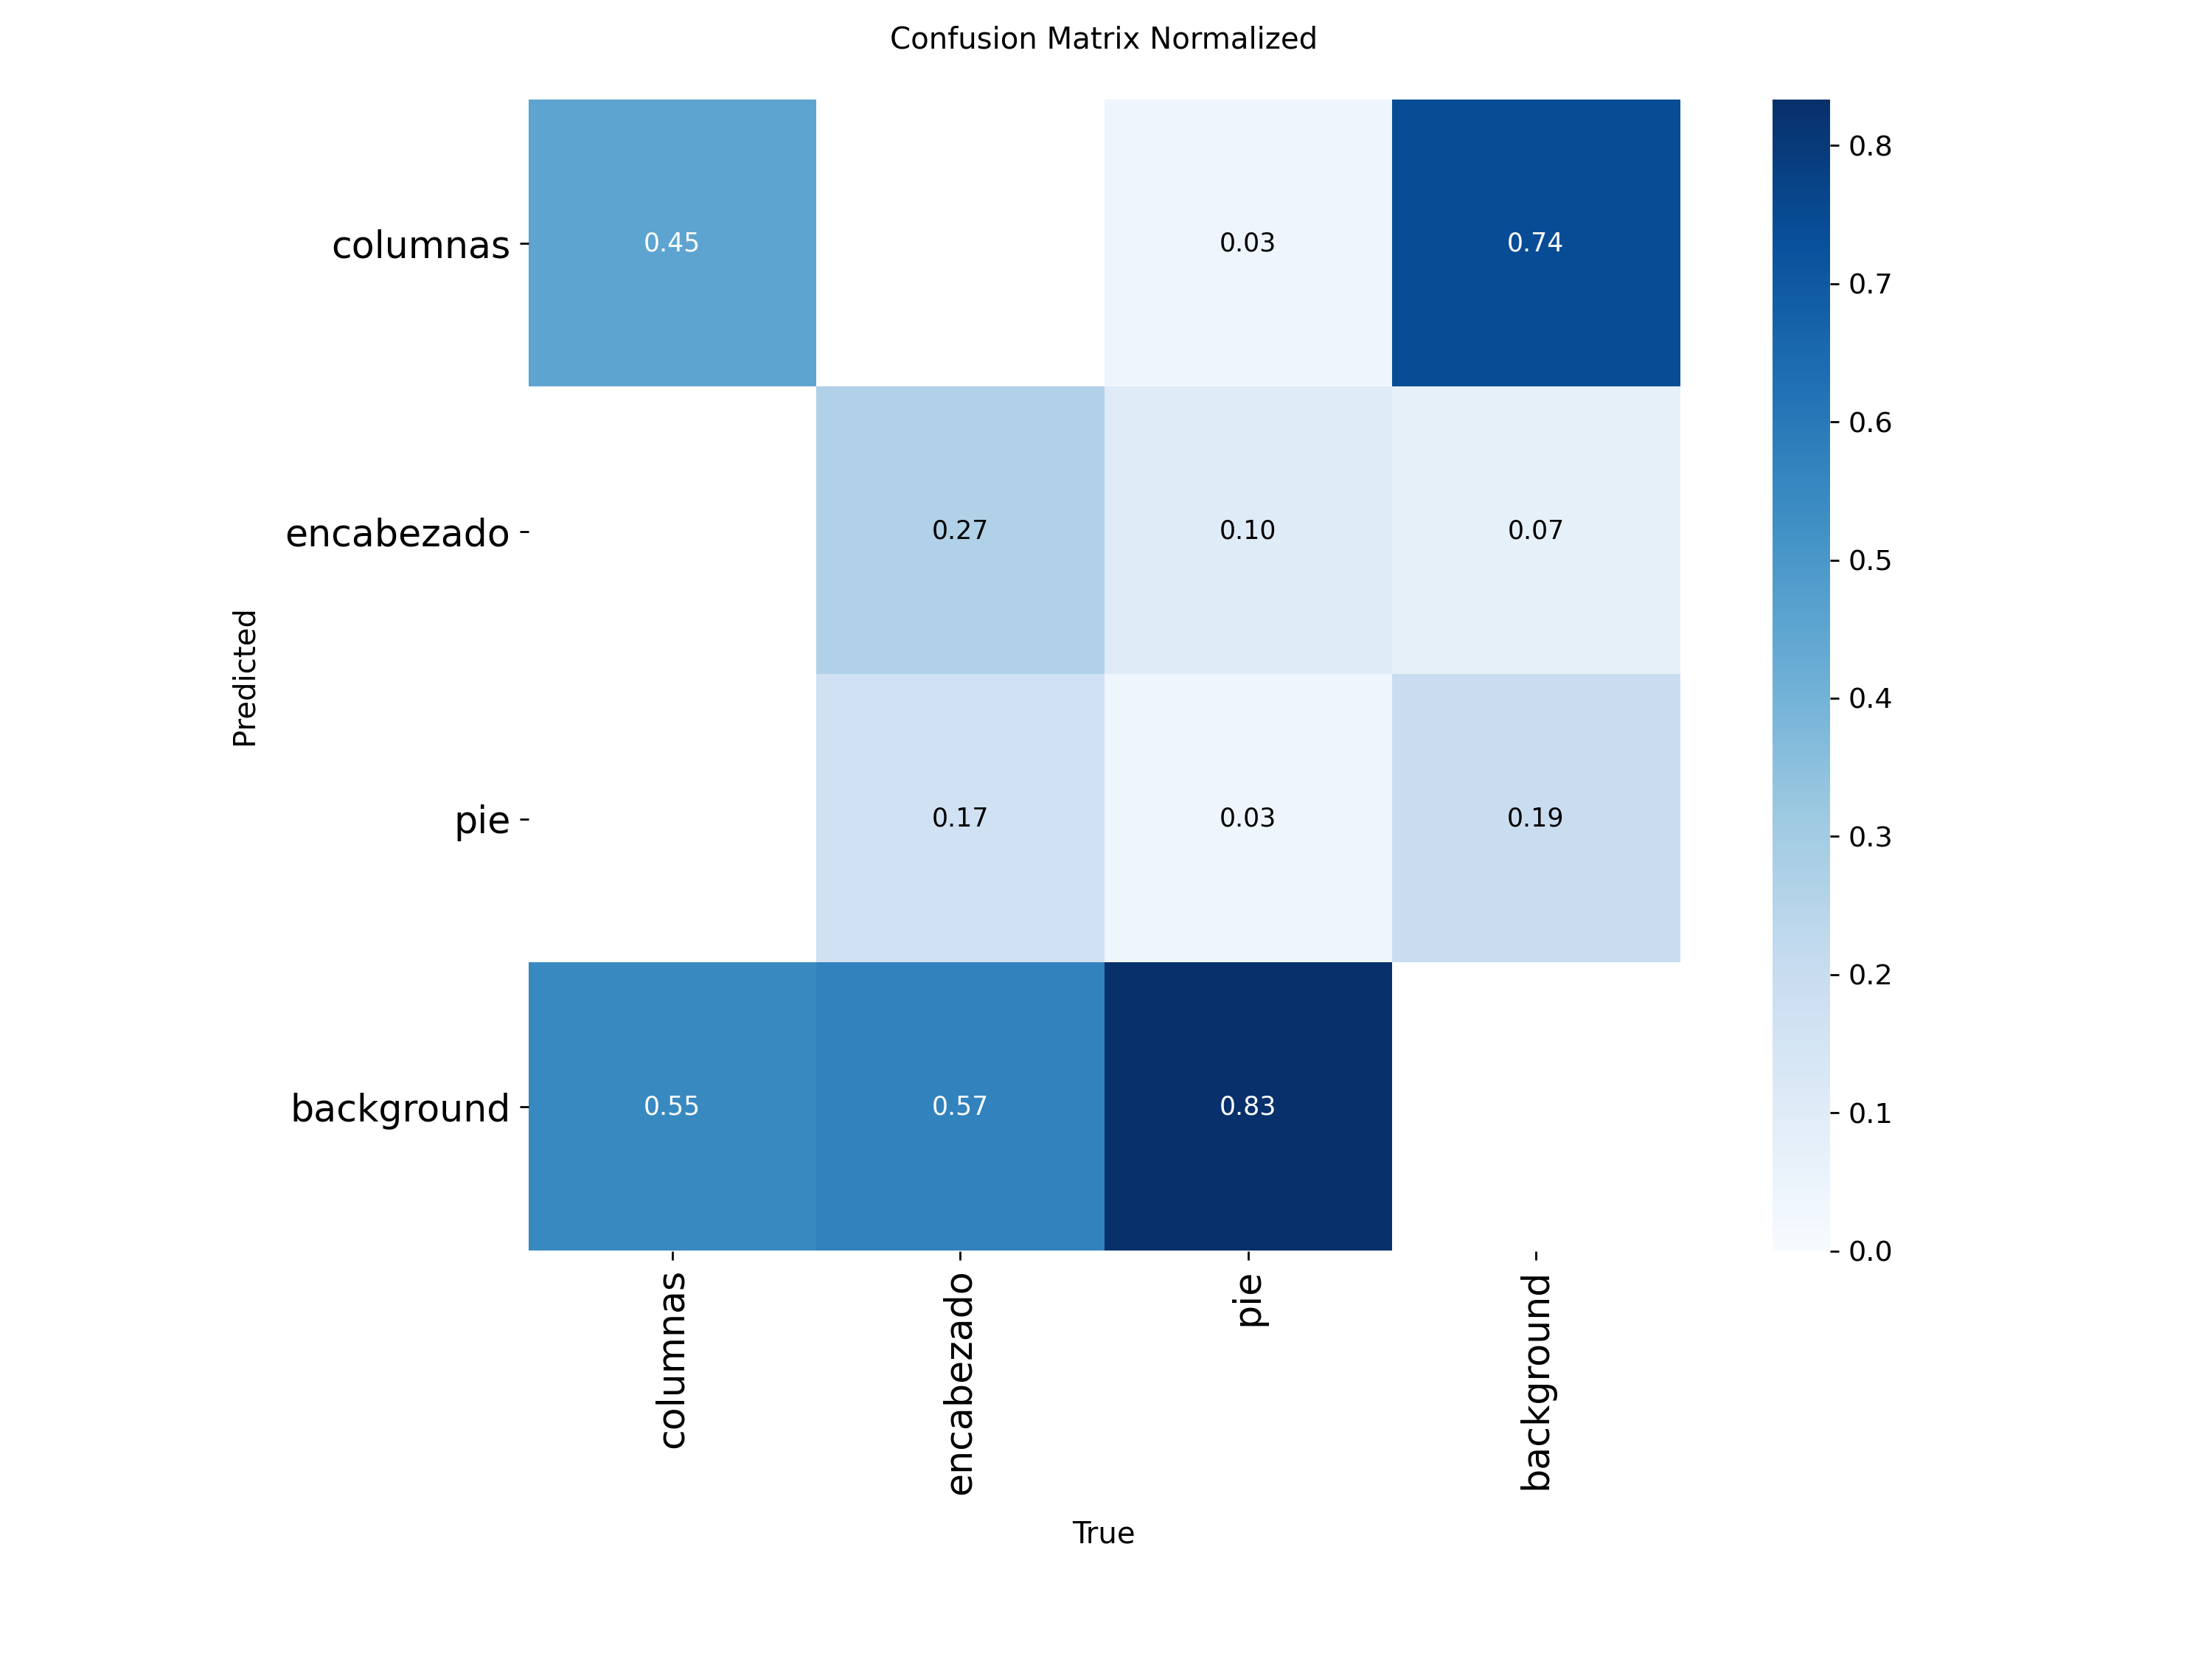 Confusion Matrix Normalized
columnas
0.45
0.03
0.74
encabezado
0.27
0.10
0.07
pie
0.17
0.03
0.19
background
0.55
0.57
0.83
columnas
encabezado
pie
background
Predicted
True
0.8
0.7
0.6
0.5
0.4
0.3
0.2
0.1
0.0